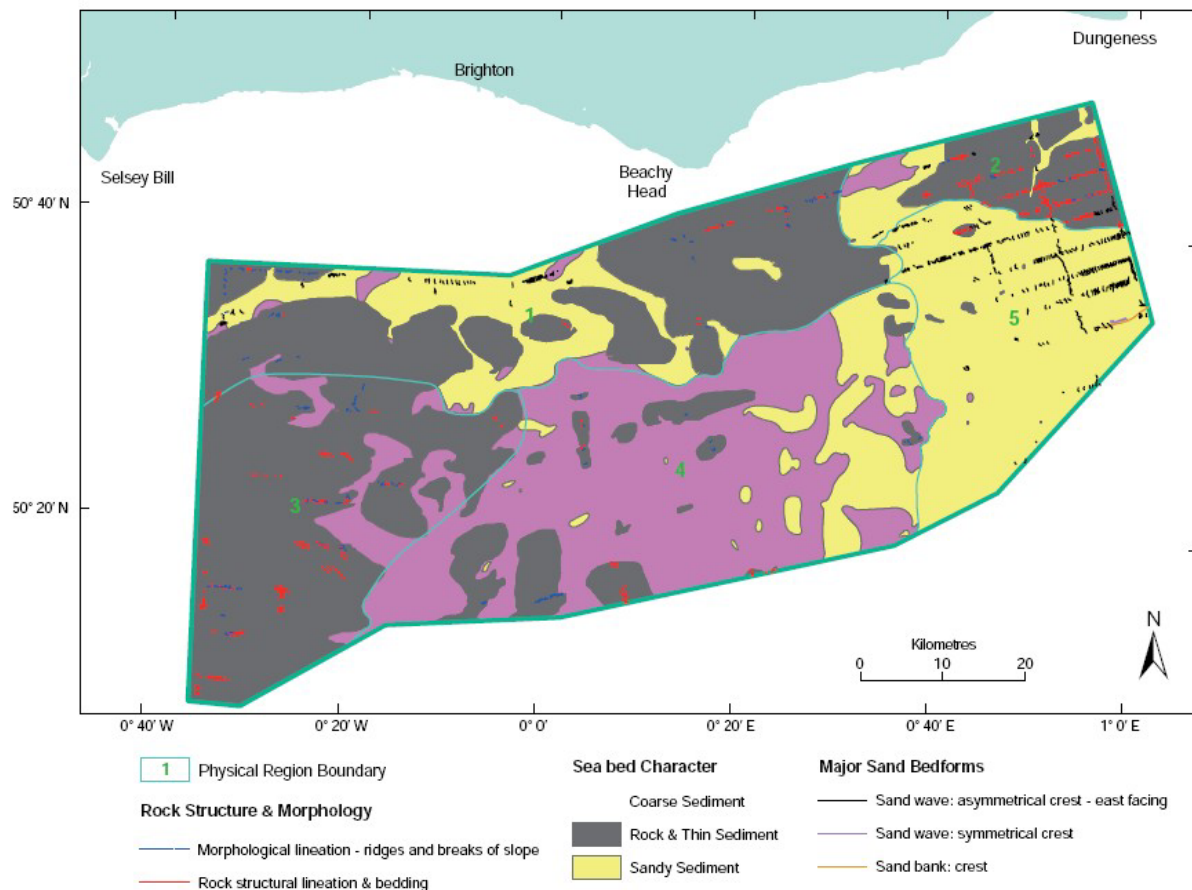 Dungeness
Brighton
Selsey Bill
Beachy
Head
50° 40' N
50° 20' N
1
2
3
4
5
N
Kilometres
0 10 20
0° 40' W 0° 20' W 0° 0' 0° 20' E 0° 40' E 1° 0' E
1 Physical Region Boundary
Rock Structure & Morphology
Morphological lineation - ridges and breaks of slope
Rock structural lineation & bedding
Sea bed Character
Coarse Sediment
Rock & Thin Sediment
Sandy Sediment
Major Sand Bedforms
Sand wave: asymmetrical crest - east facing
Sand wave: symmetrical crest
Sand bank: crest